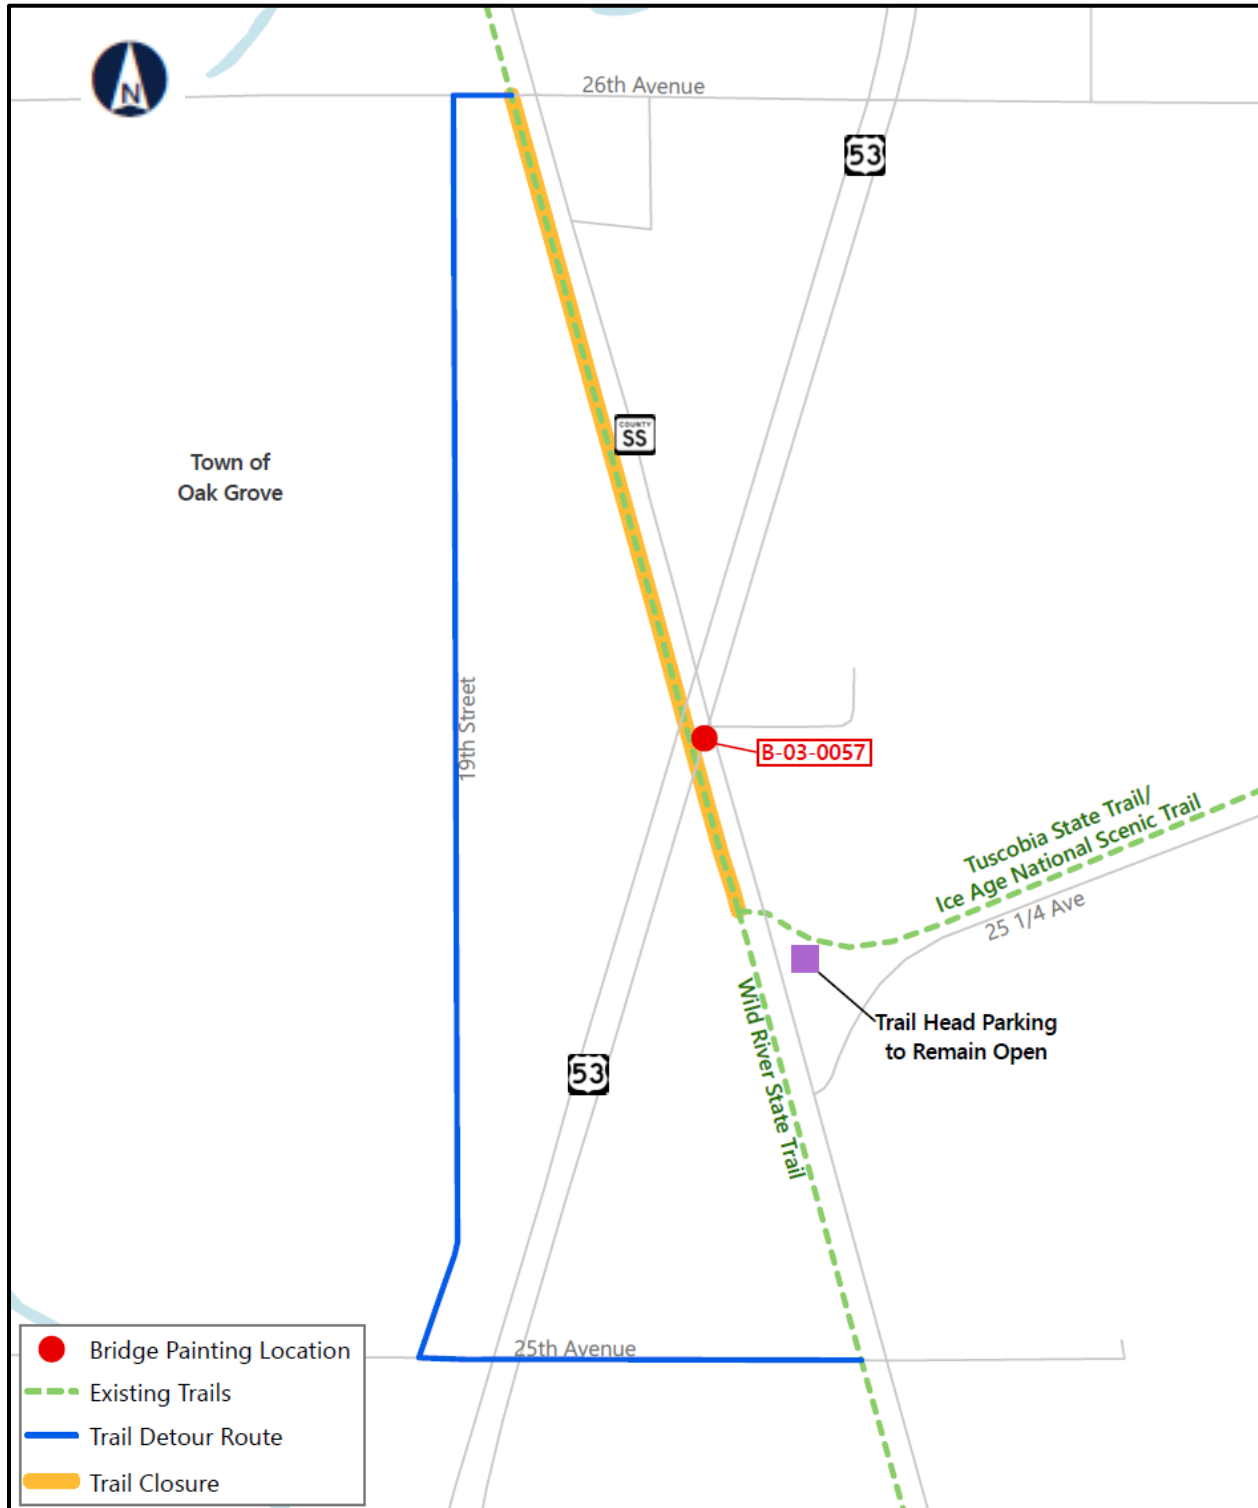 N
26th Avenue
53
COUNTY
SS
Town of
Oak Grove
19th Street
B-03-0057
Tuscobia State Trail/
Ice Age National Scenic Trail
25 1/4 Ave
Wild River State Trail
Trail Head Parking
to Remain Open
53
25th Avenue
Bridge Painting Location
Existing Trails
Trail Detour Route
Trail Closure